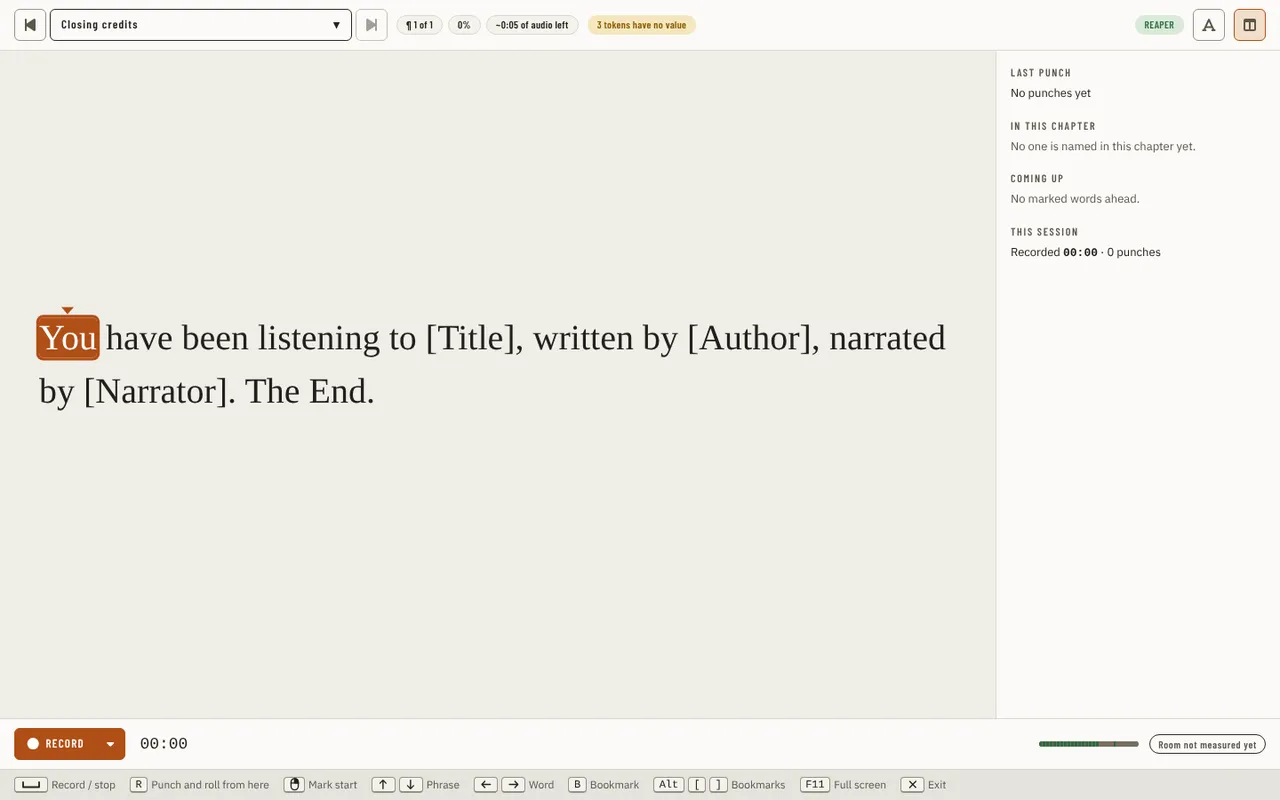 Closing credits ▼ ¶ 1 of 1 0% ~0:05 of audio left 3 tokens have no value REAPER A
You have been listening to [Title], written by [Author], narrated
by [Narrator]. The End.
LAST PUNCH
No punches yet
IN THIS CHAPTER
No one is named in this chapter yet.
COMING UP
No marked words ahead.
THIS SESSION
Recorded 00:00 · 0 punches
RECORD 00:00 Room not measured yet
Record / stop R Punch and roll from here Mark start ↑ ↓ Phrase ← → Word B Bookmark Alt [ ] Bookmarks F11 Full screen ✕ Exit